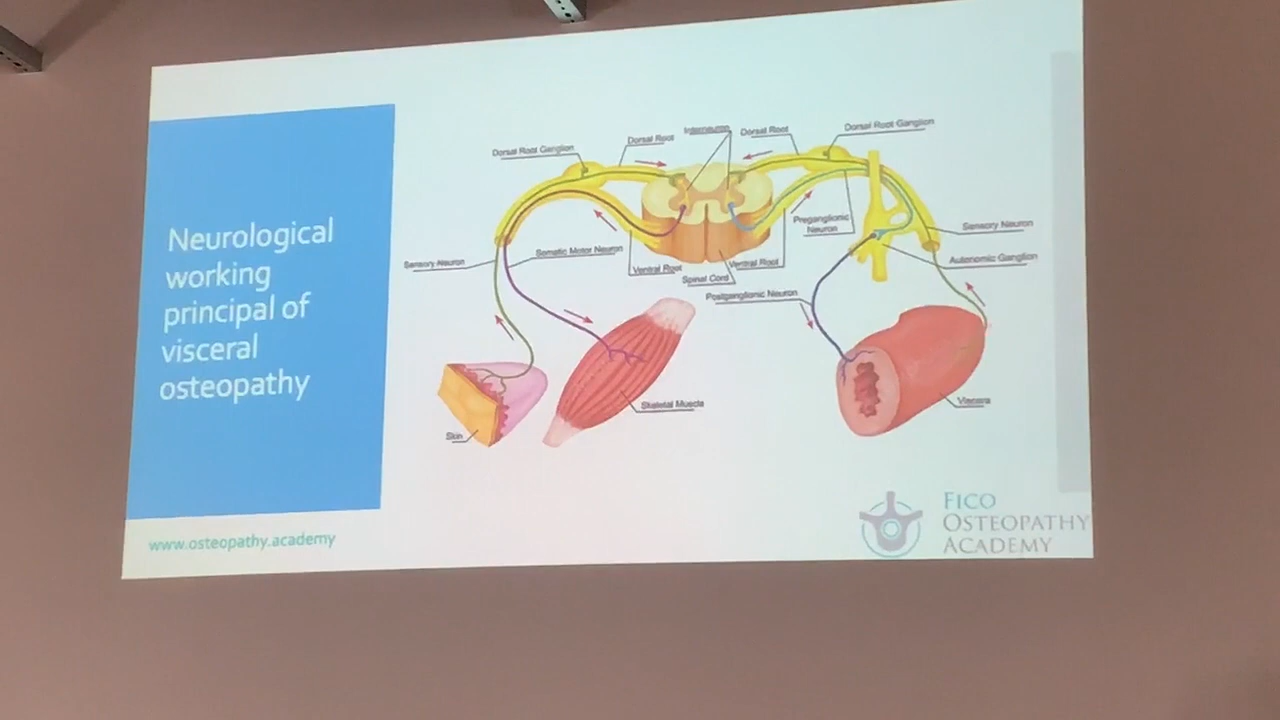 Neurological
working
principal of
visceral
osteopathy
www.osteopathy.academy
Dorsal Root Ganglion
Dorsal Root
Interneuron
Dorsal Root
Dorsal Root Ganglion
Sensory Neuron
Somatic Motor Neuron
Ventral Root
Spinal Cord
Ventral Root
Preganglionic
Neuron
Sensory Neuron
Autonomic Ganglion
Postganglionic Neuron
Skin
Skeletal Muscle
Viscera
FICO
OSTEOPATHY
ACADEMY